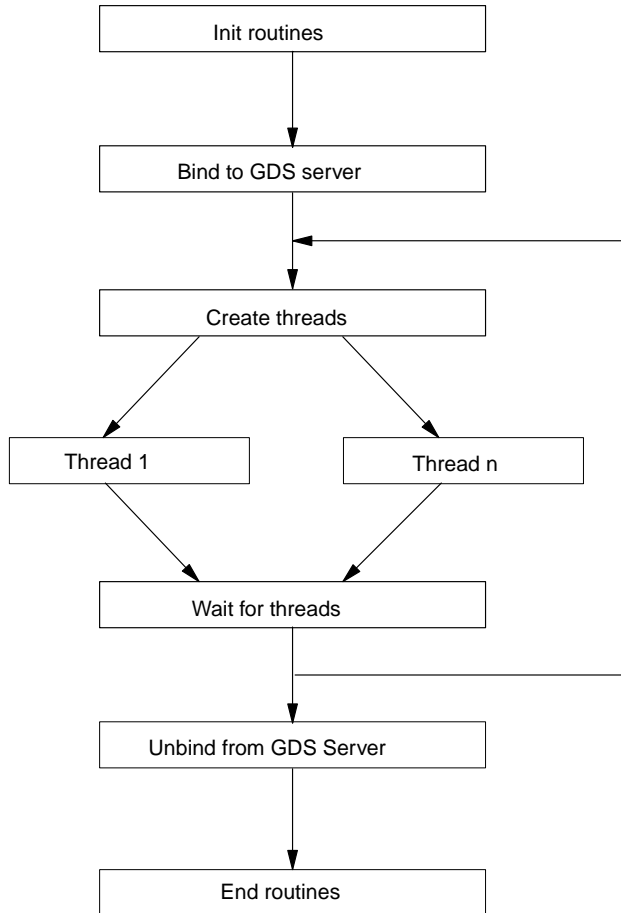 Init routines
Bind to GDS server
Create threads
Thread 1
Thread n
Wait for threads
Unbind from GDS Server
End routines